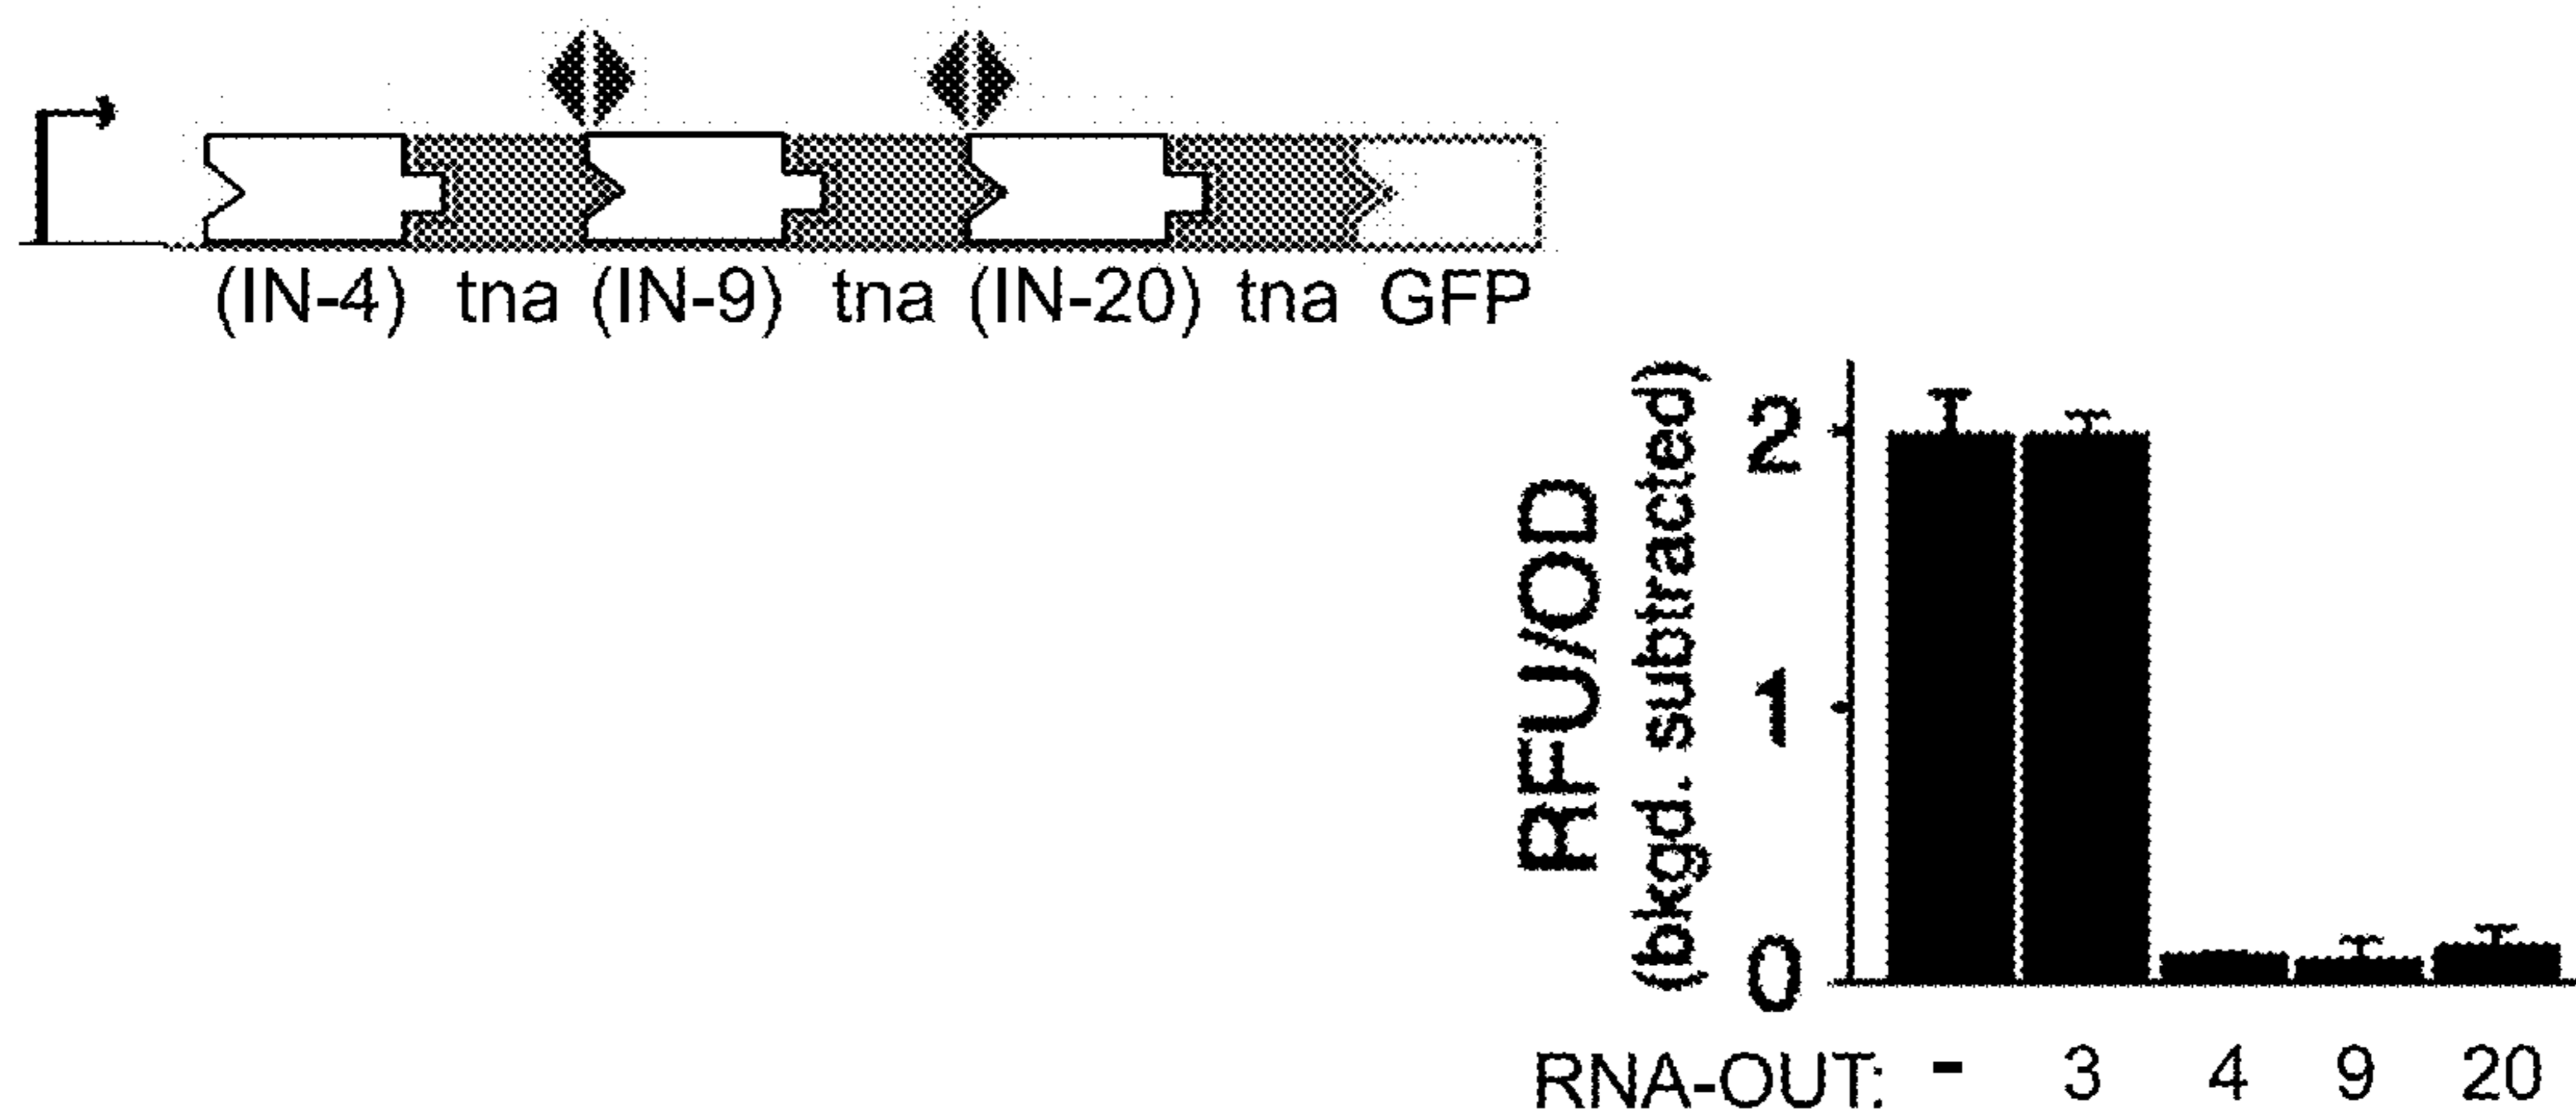 (IN-4) tna (IN-9) tna (IN-20) tna GFP
RFU/OD
(bkgd. subtracted)
2
1
0
RNA-OUT: - 3 4 9 20